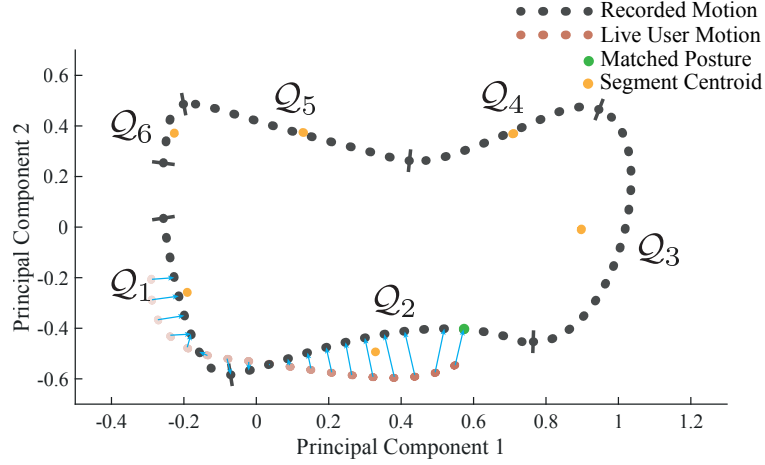 Recorded Motion
Live User Motion
Matched Posture
Segment Centroid
0.6
0.4
0.2
0
-0.2
-0.4
-0.6
Principal Component 2
Q6
Q5
Q4
Q3
Q1
Q2
-0.4
-0.2
0
0.2
0.4
0.6
0.8
1
1.2
Principal Component 1